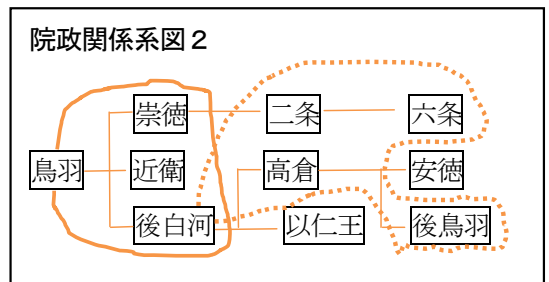 院政関係系図２
崇徳 二条 六条
鳥羽 近衛 高倉 安徳
後白河 以仁王 後鳥羽